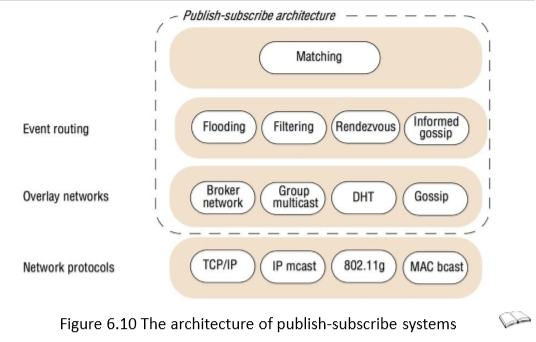 Publish-subscribe architecture
Matching
Event routing
Flooding
Filtering
Rendezvous
Informed
gossip
Overlay networks
Broker
network
Group
multicast
DHT
Gossip
Network protocols
TCP/IP
IP mcast
802.11g
MAC bcast
Figure 6.10 The architecture of publish-subscribe systems